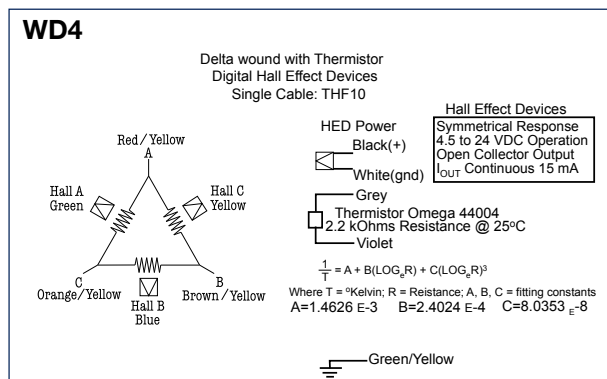 WD4
Delta wound with Thermistor
Digital Hall Effect Devices
Single Cable: THF10
Red/Yellow
A
Hall A
Green
Hall C
Yellow
C
Orange/Yellow
Hall B
Blue
B
Brown/Yellow
HED Power
Black(+)
White(gnd)
Hall Effect Devices
Symmetrical Response
4.5 to 24 VDC Operation
Open Collector Output
IOUT Continuous 15 mA
Grey
Thermistor Omega 44004
2.2 kOhms Resistance @ 25°C
Violet
1/T = A + B(LOGeR) + C(LOGeR)³
Where T = °Kelvin; R = Reistance; A, B, C = fitting constants
A=1.4626 E-3 B=2.4024 E-4 C=8.0353 E-8
Green/Yellow